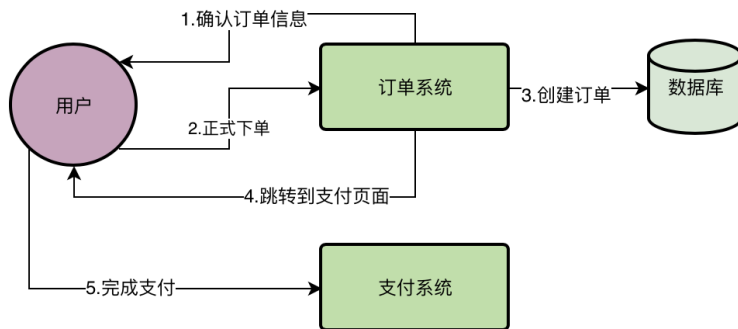 1.确认订单信息
用户
订单系统
数据库
3.创建订单
2.正式下单
4.跳转到支付页面
5.完成支付
支付系统